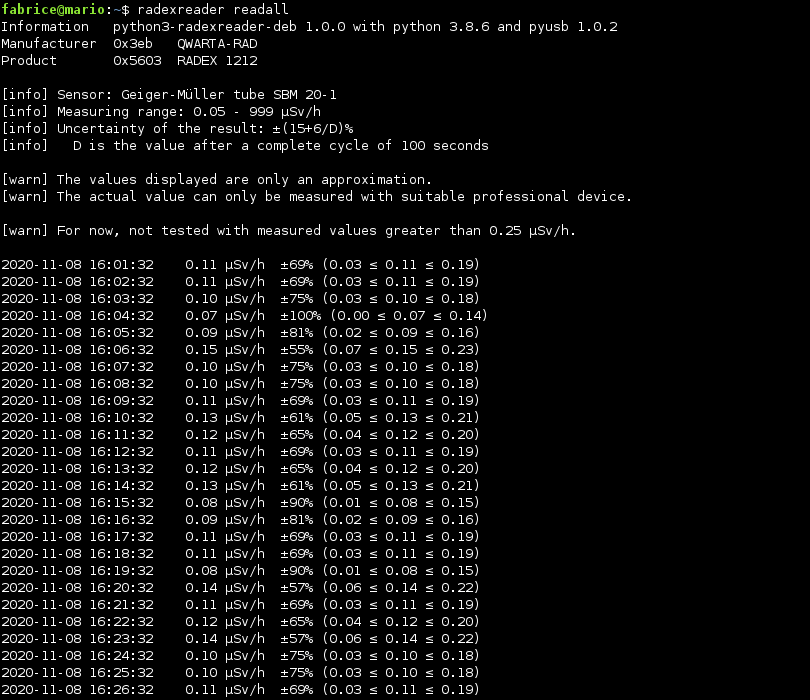 fabrice@mario:~$ radexreader readall
Information   python3-radexreader-deb 1.0.0 with python 3.8.6 and pyusb 1.0.2
Manufacturer  0x3eb   QWARTA-RAD
Product       0x5603  RADEX 1212
[info] Sensor: Geiger-Müller tube SBM 20-1
[info] Measuring range: 0.05 - 999 µSv/h
[info] Uncertainty of the result: ±(15+6/D)%
[info]   D is the value after a complete cycle of 100 seconds
[warn] The values displayed are only an approximation.
[warn] The actual value can only be measured with suitable professional device.
[warn] For now, not tested with measured values greater than 0.25 µSv/h.
2020-11-08 16:01:32    0.11 µSv/h  ±69% (0.03 ≤ 0.11 ≤ 0.19)
2020-11-08 16:02:32    0.11 µSv/h  ±69% (0.03 ≤ 0.11 ≤ 0.19)
2020-11-08 16:03:32    0.10 µSv/h  ±75% (0.03 ≤ 0.10 ≤ 0.18)
2020-11-08 16:04:32    0.07 µSv/h  ±100% (0.00 ≤ 0.07 ≤ 0.14)
2020-11-08 16:05:32    0.09 µSv/h  ±81% (0.02 ≤ 0.09 ≤ 0.16)
2020-11-08 16:06:32    0.15 µSv/h  ±55% (0.07 ≤ 0.15 ≤ 0.23)
2020-11-08 16:07:32    0.10 µSv/h  ±75% (0.03 ≤ 0.10 ≤ 0.18)
2020-11-08 16:08:32    0.10 µSv/h  ±75% (0.03 ≤ 0.10 ≤ 0.18)
2020-11-08 16:09:32    0.11 µSv/h  ±69% (0.03 ≤ 0.11 ≤ 0.19)
2020-11-08 16:10:32    0.13 µSv/h  ±61% (0.05 ≤ 0.13 ≤ 0.21)
2020-11-08 16:11:32    0.12 µSv/h  ±65% (0.04 ≤ 0.12 ≤ 0.20)
2020-11-08 16:12:32    0.11 µSv/h  ±69% (0.03 ≤ 0.11 ≤ 0.19)
2020-11-08 16:13:32    0.12 µSv/h  ±65% (0.04 ≤ 0.12 ≤ 0.20)
2020-11-08 16:14:32    0.13 µSv/h  ±61% (0.05 ≤ 0.13 ≤ 0.21)
2020-11-08 16:15:32    0.08 µSv/h  ±90% (0.01 ≤ 0.08 ≤ 0.15)
2020-11-08 16:16:32    0.09 µSv/h  ±81% (0.02 ≤ 0.09 ≤ 0.16)
2020-11-08 16:17:32    0.11 µSv/h  ±69% (0.03 ≤ 0.11 ≤ 0.19)
2020-11-08 16:18:32    0.11 µSv/h  ±69% (0.03 ≤ 0.11 ≤ 0.19)
2020-11-08 16:19:32    0.08 µSv/h  ±90% (0.01 ≤ 0.08 ≤ 0.15)
2020-11-08 16:20:32    0.14 µSv/h  ±57% (0.06 ≤ 0.14 ≤ 0.22)
2020-11-08 16:21:32    0.11 µSv/h  ±69% (0.03 ≤ 0.11 ≤ 0.19)
2020-11-08 16:22:32    0.12 µSv/h  ±65% (0.04 ≤ 0.12 ≤ 0.20)
2020-11-08 16:23:32    0.14 µSv/h  ±57% (0.06 ≤ 0.14 ≤ 0.22)
2020-11-08 16:24:32    0.10 µSv/h  ±75% (0.03 ≤ 0.10 ≤ 0.18)
2020-11-08 16:25:32    0.10 µSv/h  ±75% (0.03 ≤ 0.10 ≤ 0.18)
2020-11-08 16:26:32    0.11 µSv/h  ±69% (0.03 ≤ 0.11 ≤ 0.19)